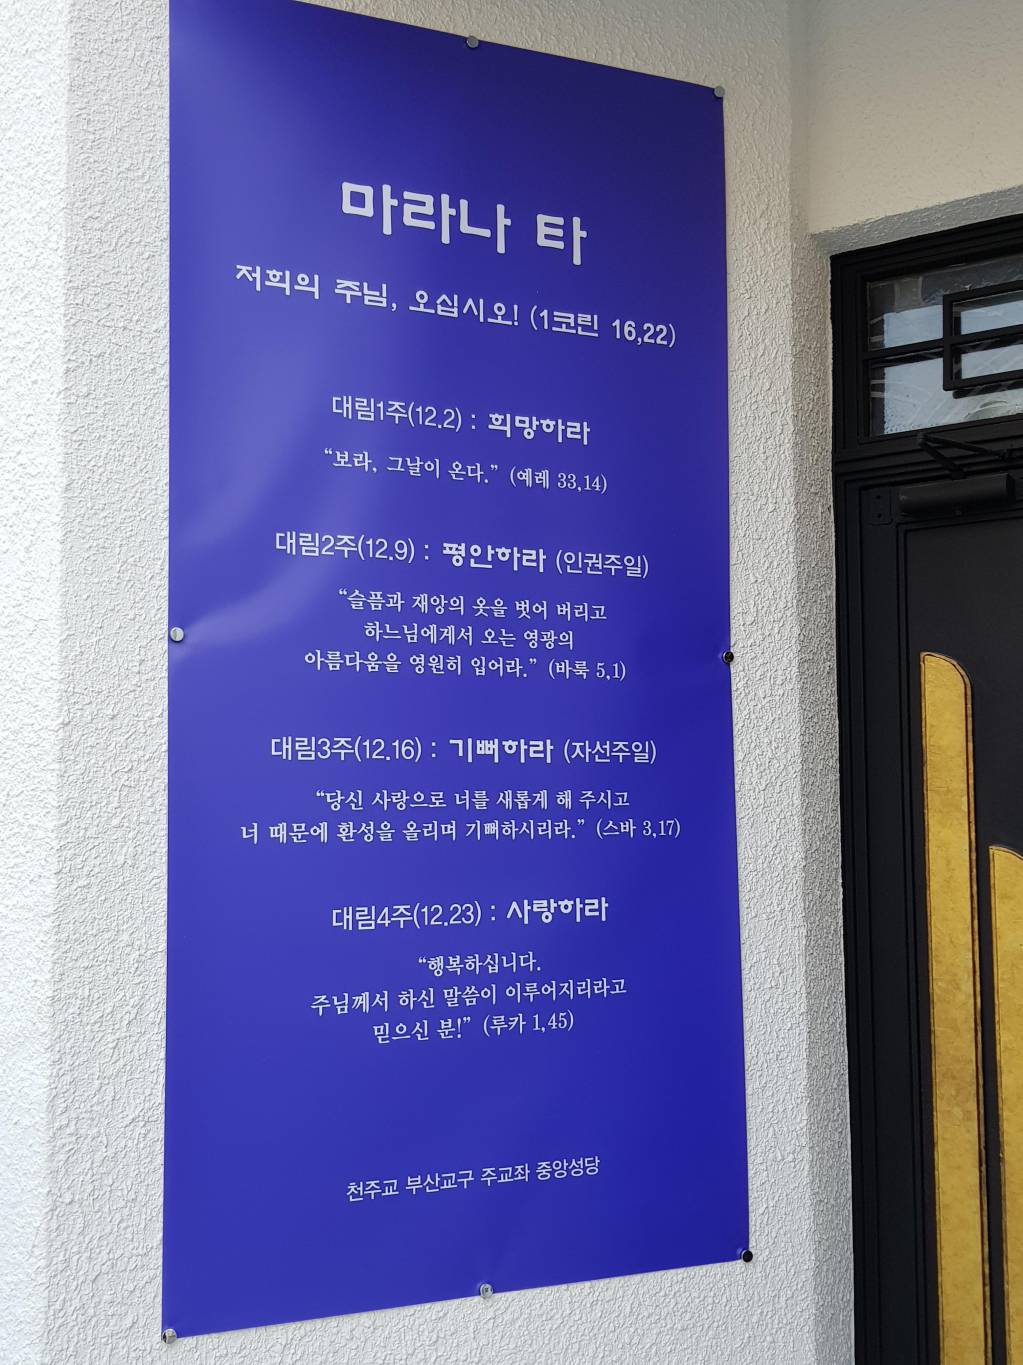 마라나 타
저희의 주님, 오십시오! (1코린 16,22)
대림1주(12.2) : 희망하라
“보라, 그날이 온다.” (예레 33,14)
대림2주(12.9) : 평안하라 (인권주일)
“슬픔과 재앙의 옷을 벗어 버리고
하느님에게서 오는 영광의
아름다움을 영원히 입어라.” (바룩 5,1)
대림3주(12.16) : 기뻐하라 (자선주일)
“당신 사랑으로 너를 새롭게 해 주시고
너 때문에 환성을 올리며 기뻐하시리라.” (스바 3,17)
대림4주(12.23) : 사랑하라
“행복하십니다.
주님께서 하신 말씀이 이루어지리라고
믿으신 분!” (루카 1,45)
천주교 부산교구 주교좌 중앙성당